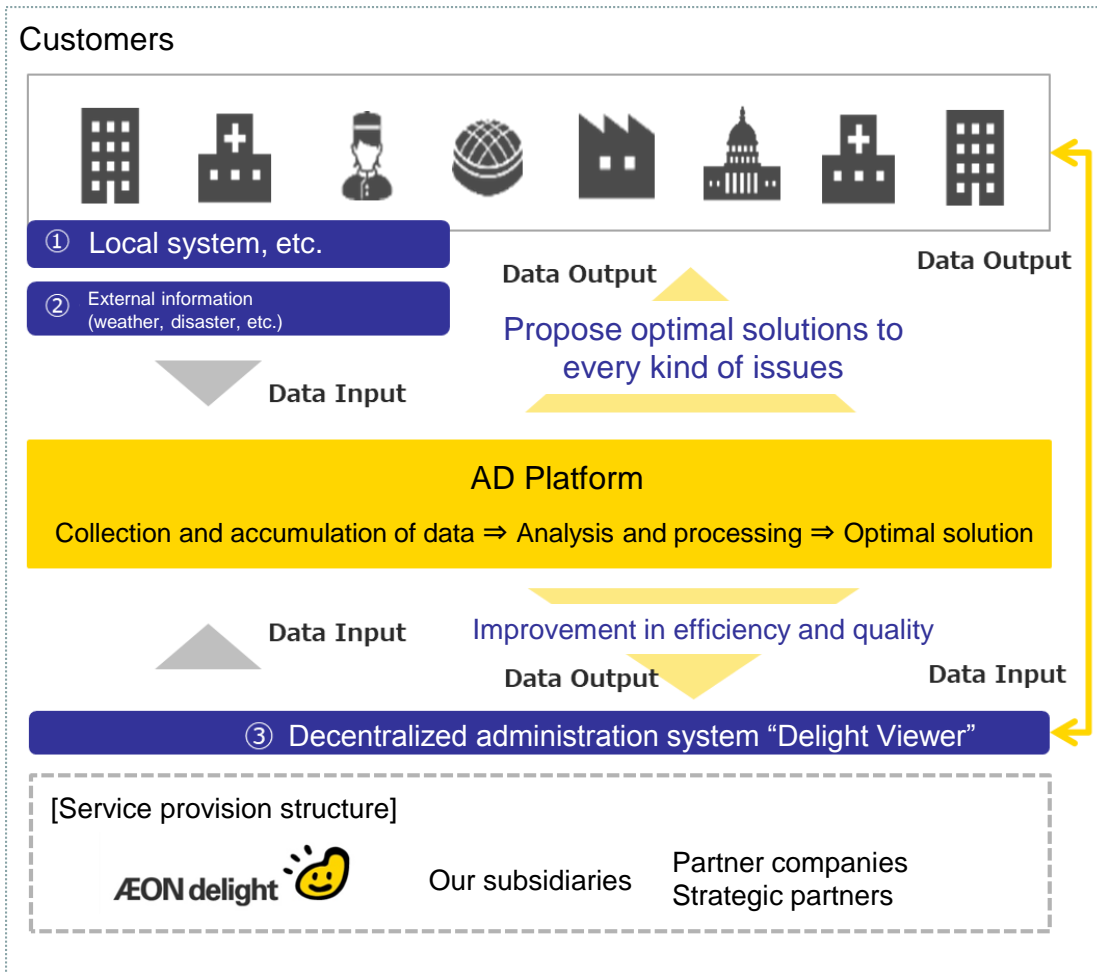 Customers
① Local system, etc.
② External information
(weather, disaster, etc.)
Data Output
Data Output
Propose optimal solutions to
every kind of issues
Data Input
AD Platform
Collection and accumulation of data ⇒ Analysis and processing ⇒ Optimal solution
Data Input
Improvement in efficiency and quality
Data Output
Data Input
③ Decentralized administration system “Delight Viewer”
[Service provision structure]
ÆON delight
Our subsidiaries
Partner companies
Strategic partners